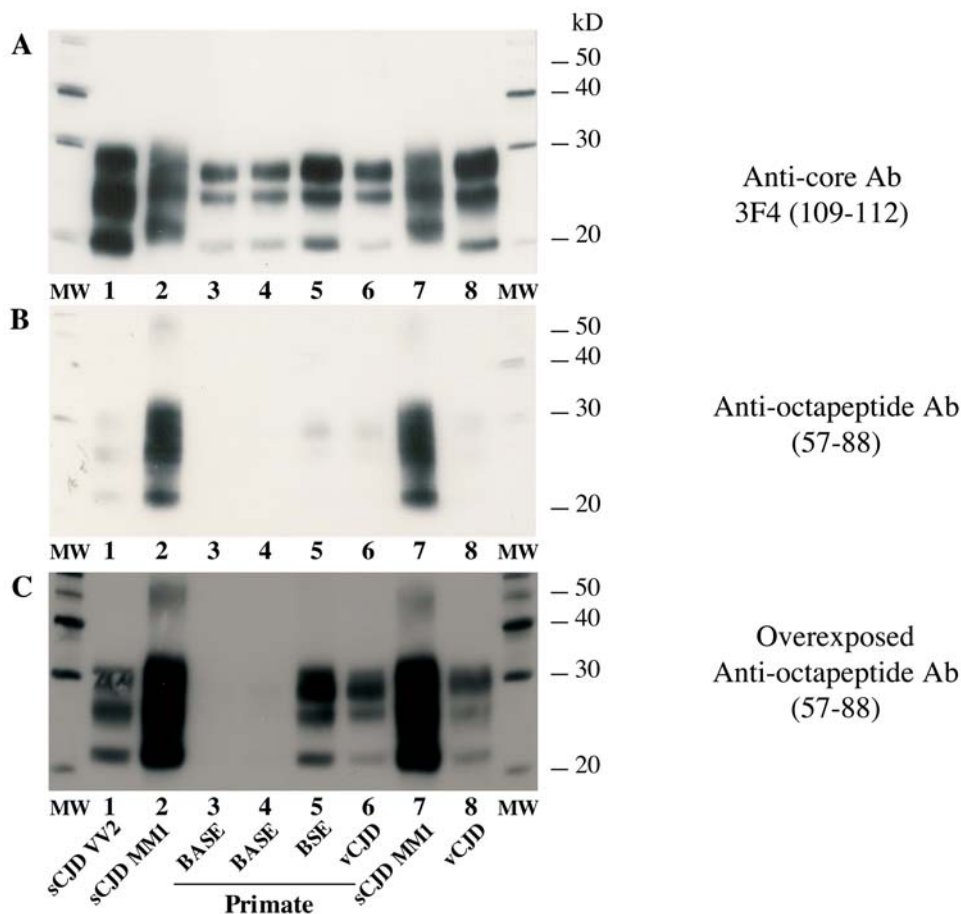 kD
A
50
40
30
20
Anti-core Ab
3F4 (109-112)
MW 1 2 3 4 5 6 7 8 MW
B
50
40
30
20
Anti-octapeptide Ab
(57-88)
MW 1 2 3 4 5 6 7 8 MW
C
50
40
30
20
Overexposed
Anti-octapeptide Ab
(57-88)
MW 1 2 3 4 5 6 7 8 MW
sCJD VV2
sCJD MM1
BASE
BASE
BSE
vCJD
sCJD MM1
vCJD
Primate